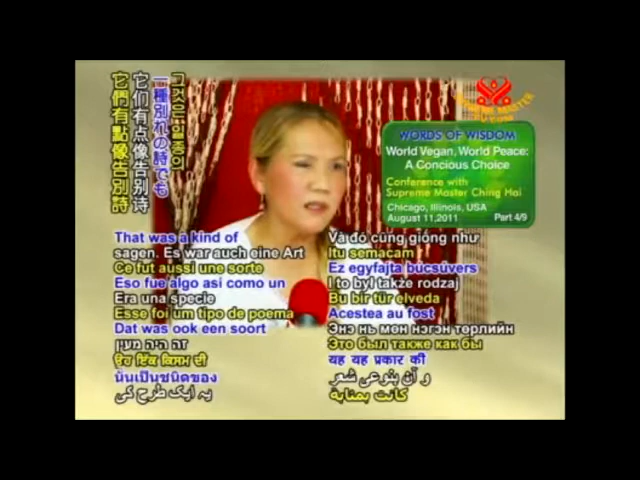 그것은 일종의
一種別れの詩でも
它们有点像告别诗
它們有點像告別詩
SUPREME MASTER
WORDS OF WISDOM
World Vegan, World Peace:
A Concious Choice
Conference with
Supreme Master Ching Hai
Chicago, Illinois, USA
August 11,2011
Part 4/9
That was a kind of
sagen. Es war auch eine Art
Ce fut aussi une sorte
Eso fue algo así como un
Era una specie
Esse foi um tipo de poema
Dat was ook een soort
זה היה מעין
ਉਹ ਇੱਕ ਕਿਸਮ ਦੀ
นั่นเป็นชนิดของ
یہ ایک طرح کی
Và đó cũng giống như
Itu semacam
Ez egyfajta búcsúvers
I to był także rodzaj
Bu bir tür elveda
Acestea au fost
Энэ нь мөн нэгэн төрлийн
Это был также как бы
यह यह प्रकार की
و آن بنوعی شعر
كانت بمثابة